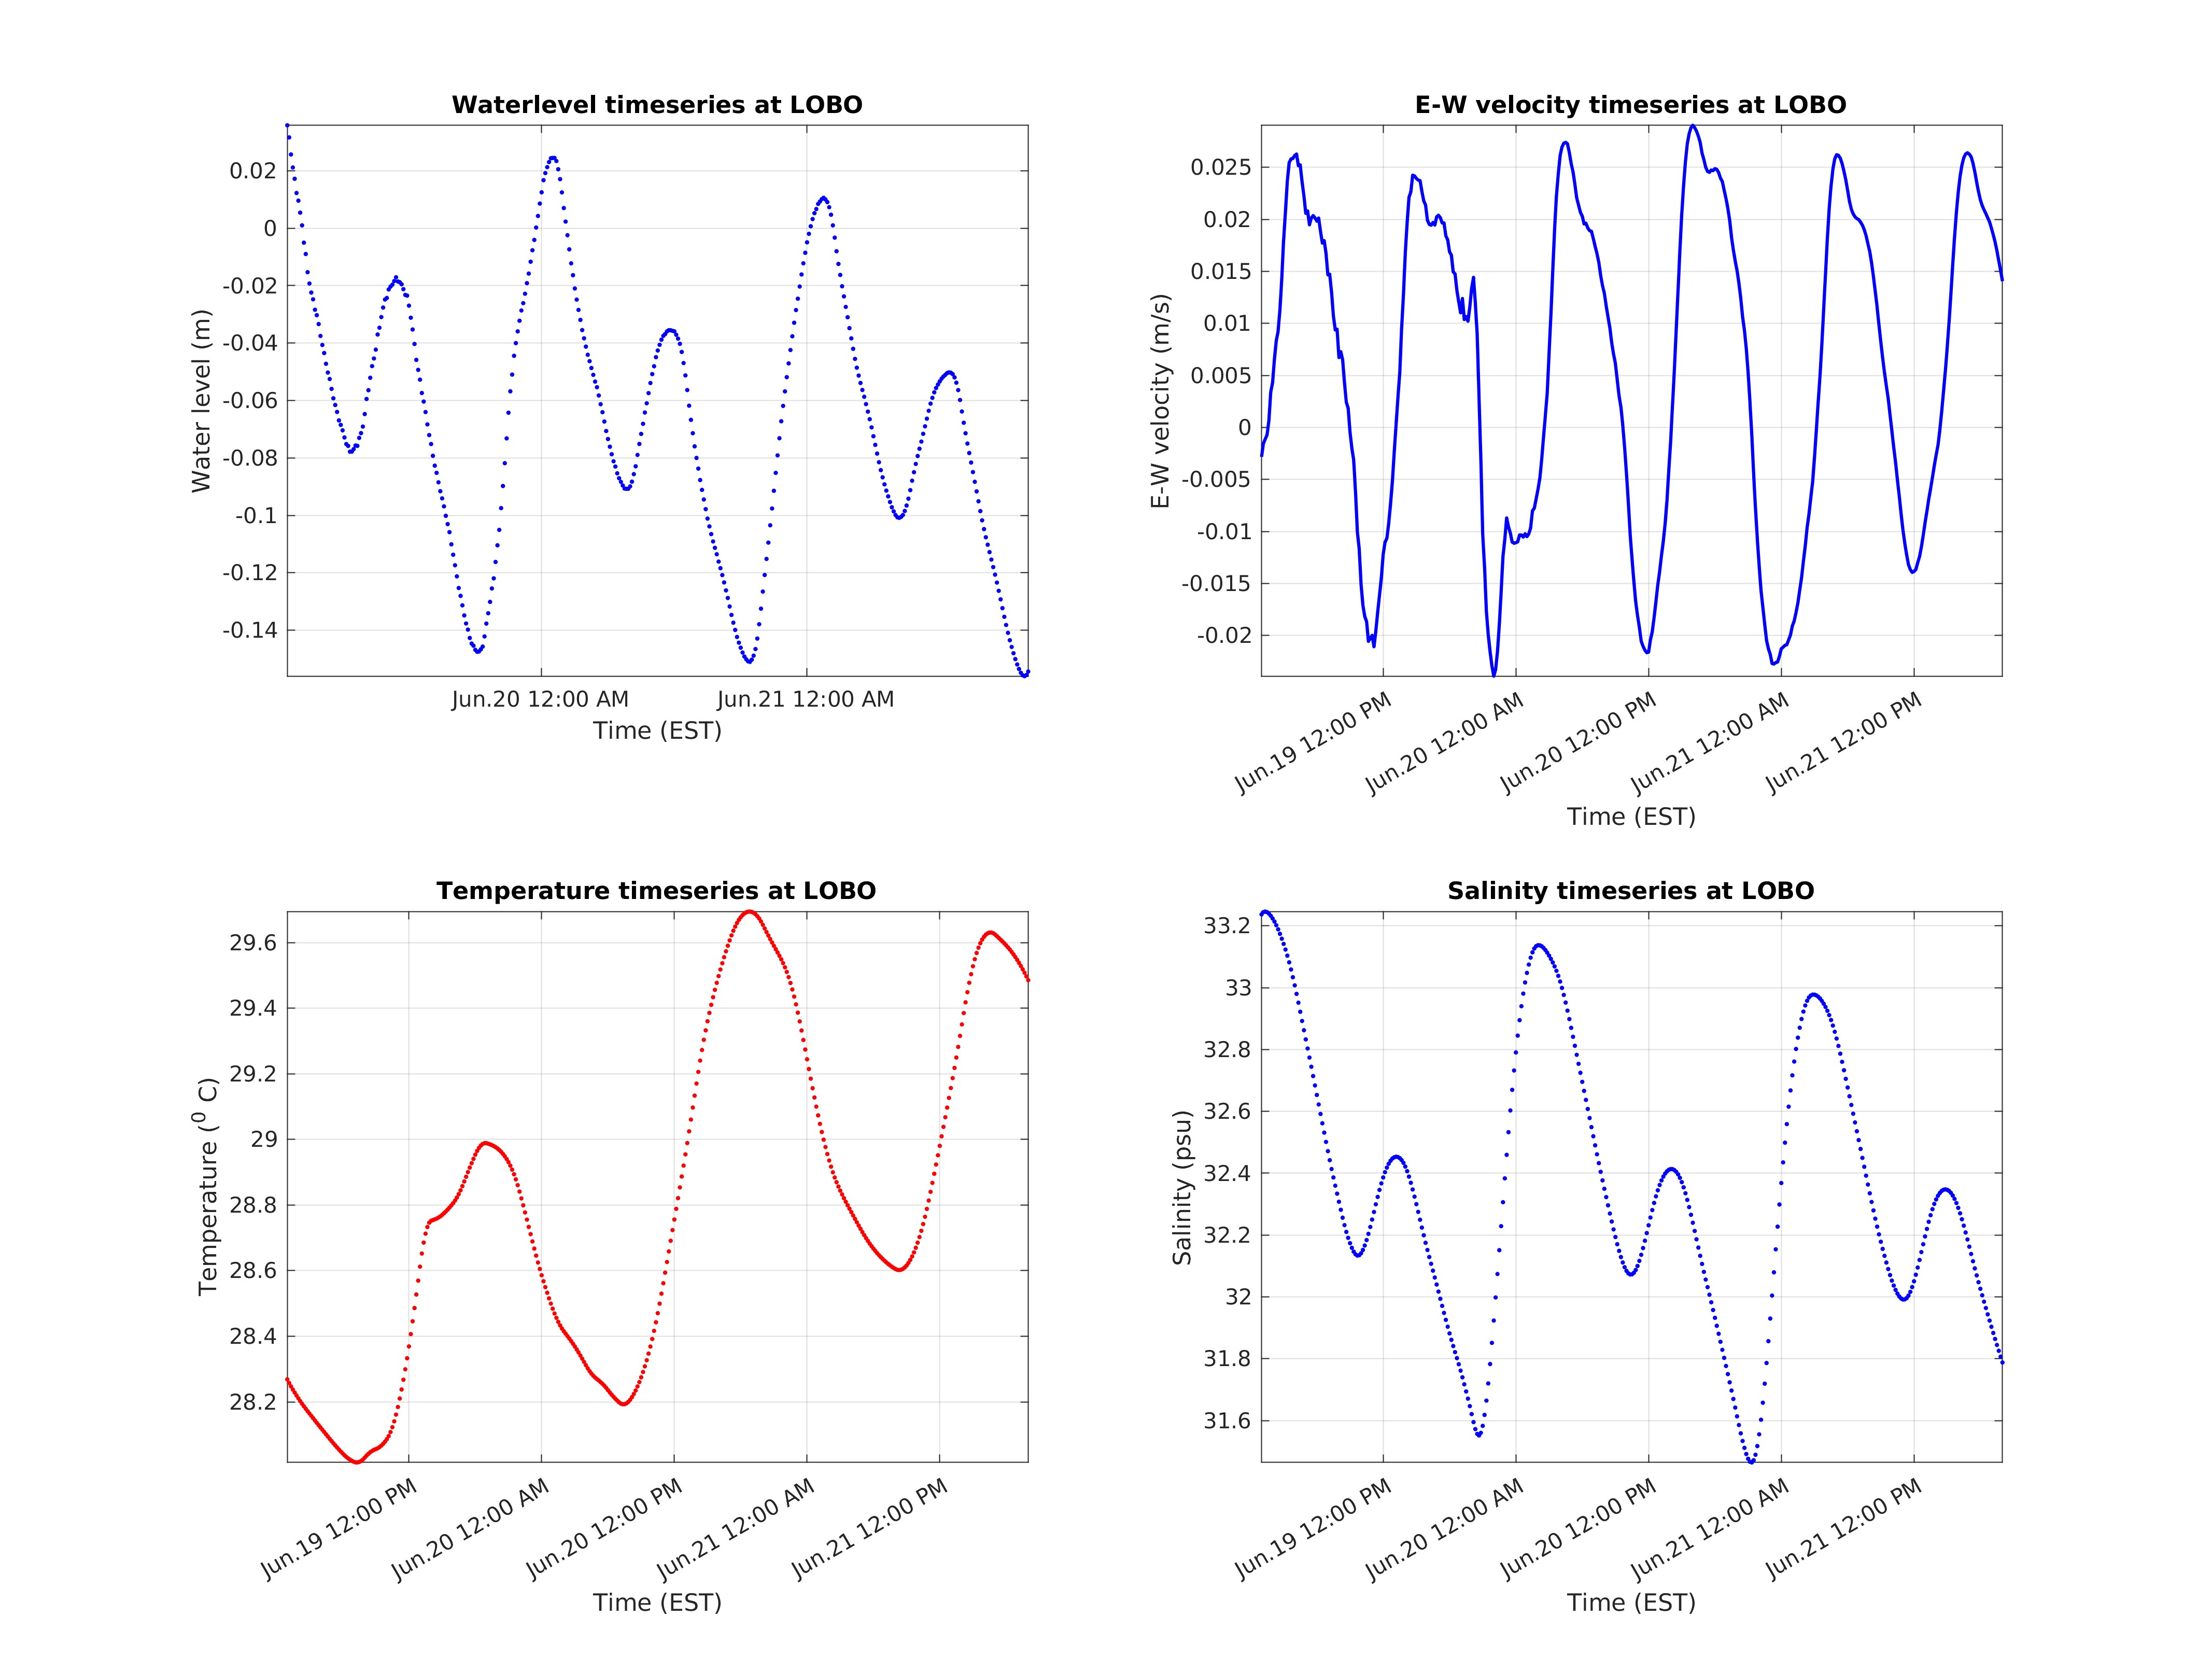 Waterlevel timeseries at LOBO
0.02
0
-0.02
-0.04
-0.06
-0.08
-0.1
-0.12
-0.14
Water level (m)
Jun.20 12:00 AM
Jun.21 12:00 AM
Time (EST)
E-W velocity timeseries at LOBO
0.025
0.02
0.015
0.01
0.005
0
-0.005
-0.01
-0.015
-0.02
E-W velocity (m/s)
Jun.19 12:00 PM
Jun.20 12:00 AM
Jun.20 12:00 PM
Jun.21 12:00 AM
Jun.21 12:00 PM
Time (EST)
Temperature timeseries at LOBO
29.6
29.4
29.2
29
28.8
28.6
28.4
28.2
Temperature (⁰ C)
Jun.19 12:00 PM
Jun.20 12:00 AM
Jun.20 12:00 PM
Jun.21 12:00 AM
Jun.21 12:00 PM
Time (EST)
Salinity timeseries at LOBO
33.2
33
32.8
32.6
32.4
32.2
32
31.8
31.6
Salinity (psu)
Jun.19 12:00 PM
Jun.20 12:00 AM
Jun.20 12:00 PM
Jun.21 12:00 AM
Jun.21 12:00 PM
Time (EST)